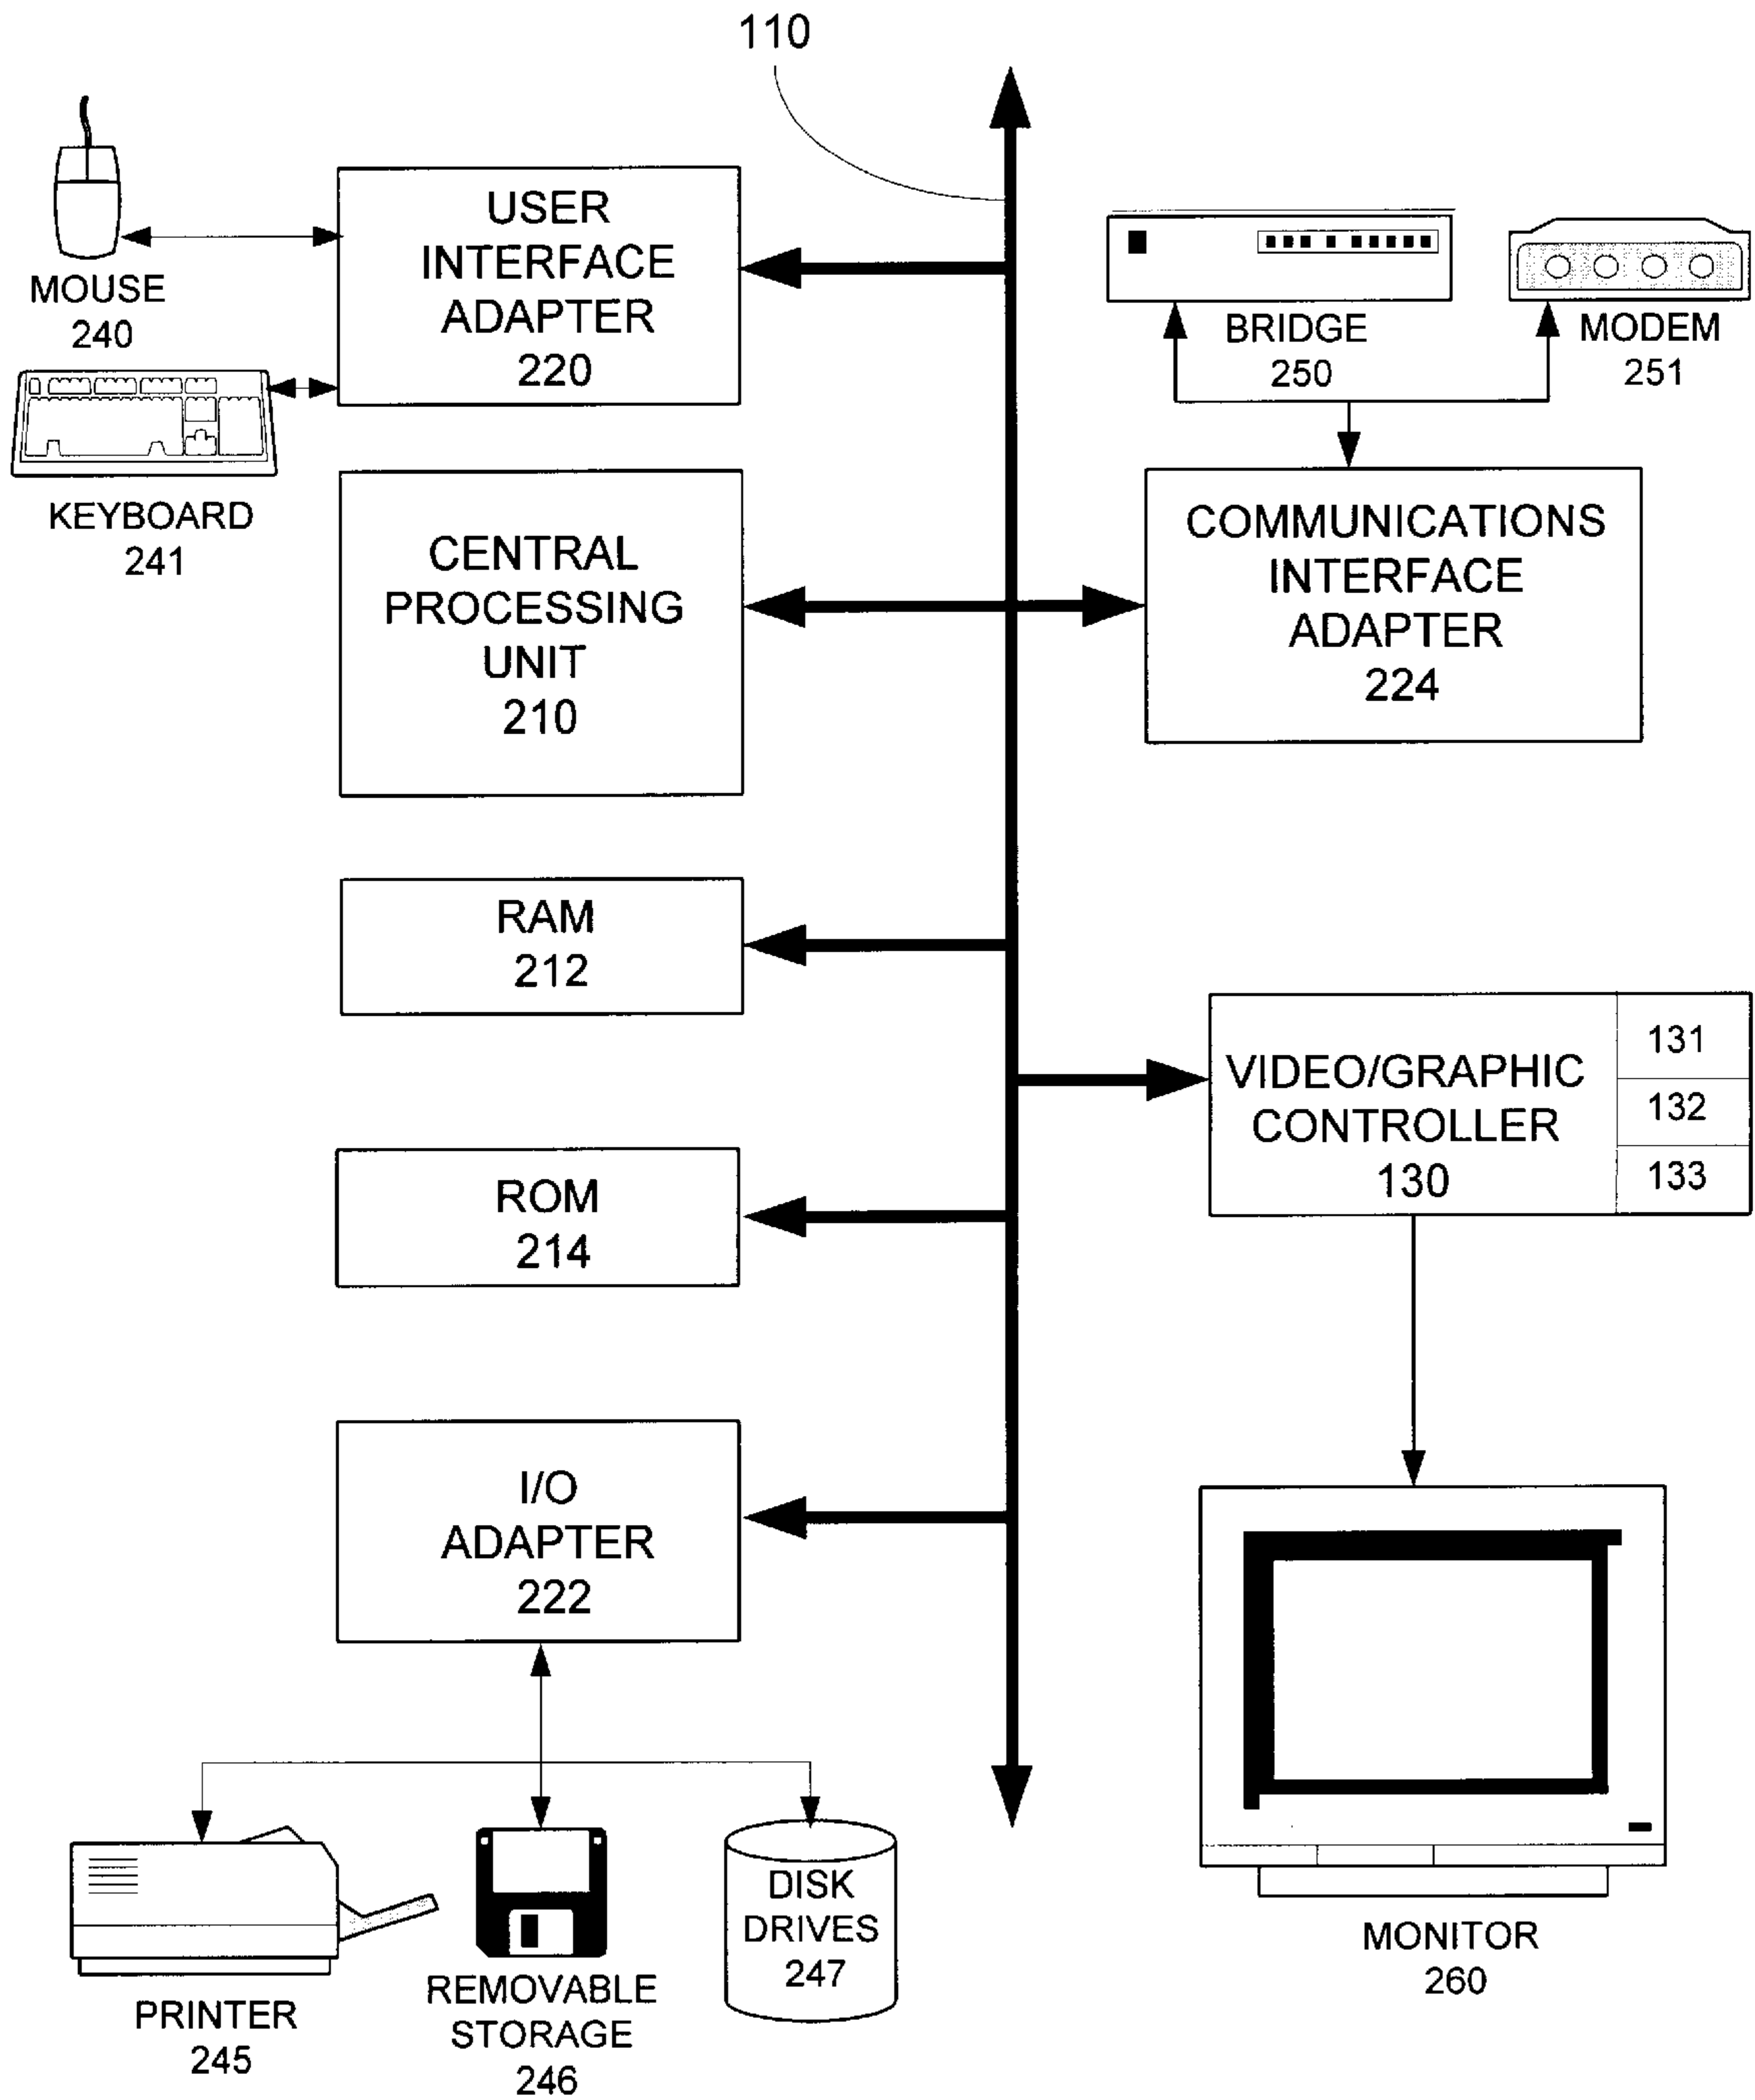 110
MOUSE
240
USER
INTERFACE
ADAPTER
220
BRIDGE
250
MODEM
251
KEYBOARD
241
CENTRAL
PROCESSING
UNIT
210
COMMUNICATIONS
INTERFACE
ADAPTER
224
RAM
212
VIDEO/GRAPHIC
CONTROLLER
130
131
132
133
ROM
214
I/O
ADAPTER
222
PRINTER
245
REMOVABLE
STORAGE
246
DISK
DRIVES
247
MONITOR
260